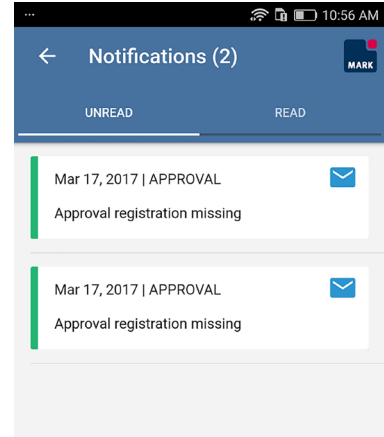 ... 10:56 AM
Notifications (2)
MARK
UNREAD READ
Mar 17, 2017 | APPROVAL
Approval registration missing
Mar 17, 2017 | APPROVAL
Approval registration missing